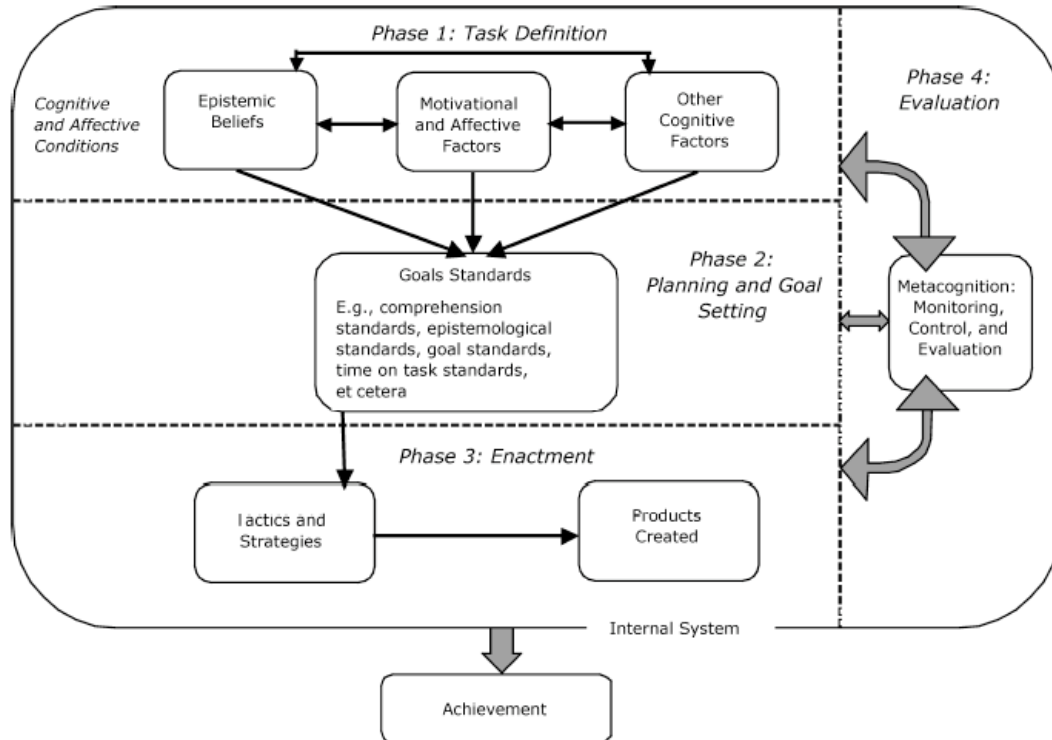 Phase 1: Task Definition
Cognitive
and Affective
Conditions
Epistemic
Beliefs
Motivational
and Affective
Factors
Other
Cognitive
Factors
Phase 4:
Evaluation
Goals Standards
E.g., comprehension
standards, epistemological
standards, goal standards,
time on task standards,
et cetera
Phase 2:
Planning and Goal
Setting
Metacognition:
Monitoring,
Control, and
Evaluation
Phase 3: Enactment
Tactics and
Strategies
Products
Created
Internal System
Achievement